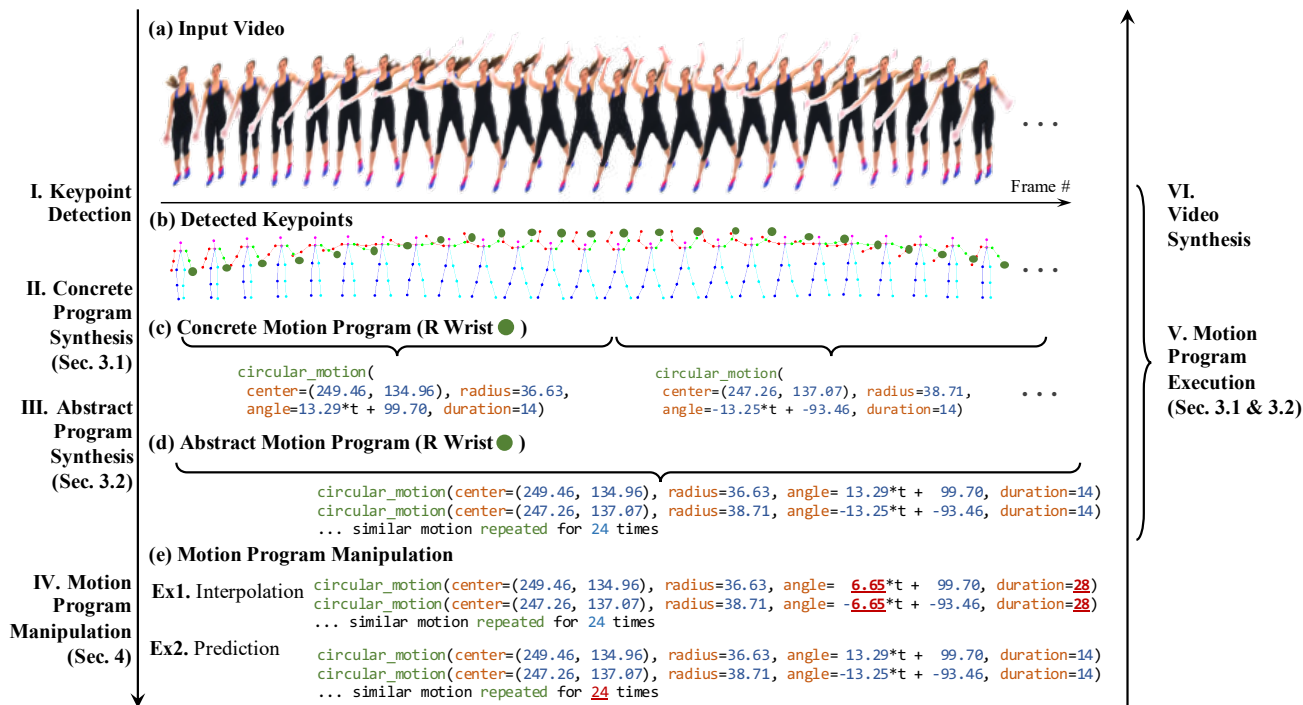 (a) Input Video
Frame #
I. Keypoint
Detection
(b) Detected Keypoints
II. Concrete
Program
Synthesis
(Sec. 3.1)
(c) Concrete Motion Program (R Wrist )
circular_motion(
center=(249.46, 134.96), radius=36.63,
angle=13.29*t + 99.70, duration=14)
circular_motion(
center=(247.26, 137.07), radius=38.71,
angle=-13.25*t + -93.46, duration=14)
...
III. Abstract
Program
Synthesis
(Sec. 3.2)
(d) Abstract Motion Program (R Wrist )
circular_motion(center=(249.46, 134.96), radius=36.63, angle= 13.29*t + 99.70, duration=14)
circular_motion(center=(247.26, 137.07), radius=38.71, angle=-13.25*t + -93.46, duration=14)
... similar motion repeated for 24 times
IV. Motion
Program
Manipulation
(Sec. 4)
(e) Motion Program Manipulation
Ex1. Interpolation
circular_motion(center=(249.46, 134.96), radius=36.63, angle= 6.65*t + 99.70, duration=28)
circular_motion(center=(247.26, 137.07), radius=38.71, angle= -6.65*t + -93.46, duration=28)
... similar motion repeated for 24 times
Ex2. Prediction
circular_motion(center=(249.46, 134.96), radius=36.63, angle= 13.29*t + 99.70, duration=14)
circular_motion(center=(247.26, 137.07), radius=38.71, angle=-13.25*t + -93.46, duration=14)
... similar motion repeated for 24 times
VI.
Video
Synthesis
V. Motion
Program
Execution
(Sec. 3.1 & 3.2)